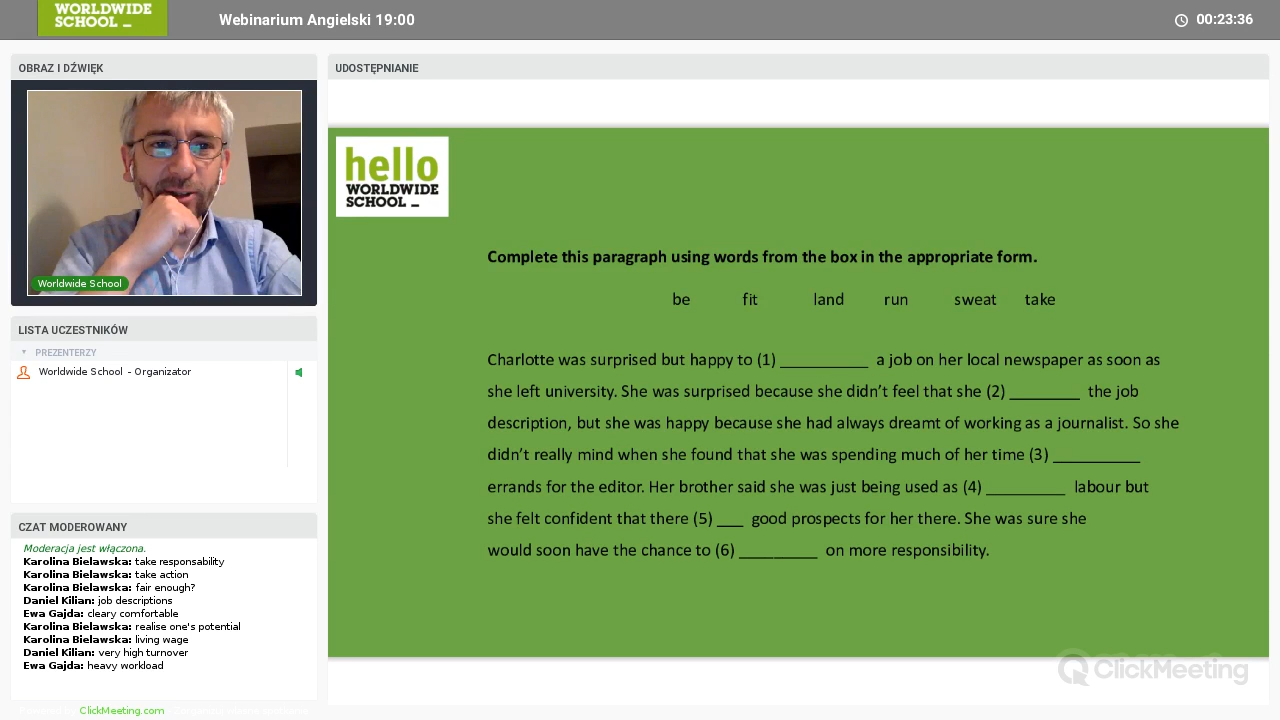 WORLDWIDE
SCHOOL _
Webinarium Angielski 19:00
00:23:36
OBRAZ I DŹWIĘK
Worldwide School
LISTA UCZESTNIKÓW
PREZENTERZY
Worldwide School - Organizator
CZAT MODEROWANY
Moderacja jest włączona.
Karolina Bielawska: take responsability
Karolina Bielawska: take action
Karolina Bielawska: fair enough?
Daniel Kilian: job descriptions
Ewa Gajda: cleary comfortable
Karolina Bielawska: realise one's potential
Karolina Bielawska: living wage
Daniel Kilian: very high turnover
Ewa Gajda: heavy workload
ClickMeeting.com
UDOSTĘPNIANIE
hello
WORLDWIDE
SCHOOL _
Complete this paragraph using words from the box in the appropriate form.
be fit land run sweat take
Charlotte was surprised but happy to (1) __________ a job on her local newspaper as soon as
she left university. She was surprised because she didn't feel that she (2) ________ the job
description, but she was happy because she had always dreamt of working as a journalist. So she
didn't really mind when she found that she was spending much of her time (3) __________
errands for the editor. Her brother said she was just being used as (4) _________ labour but
she felt confident that there (5) ___ good prospects for her there. She was sure she
would soon have the chance to (6) _________ on more responsibility.
ClickMeeting